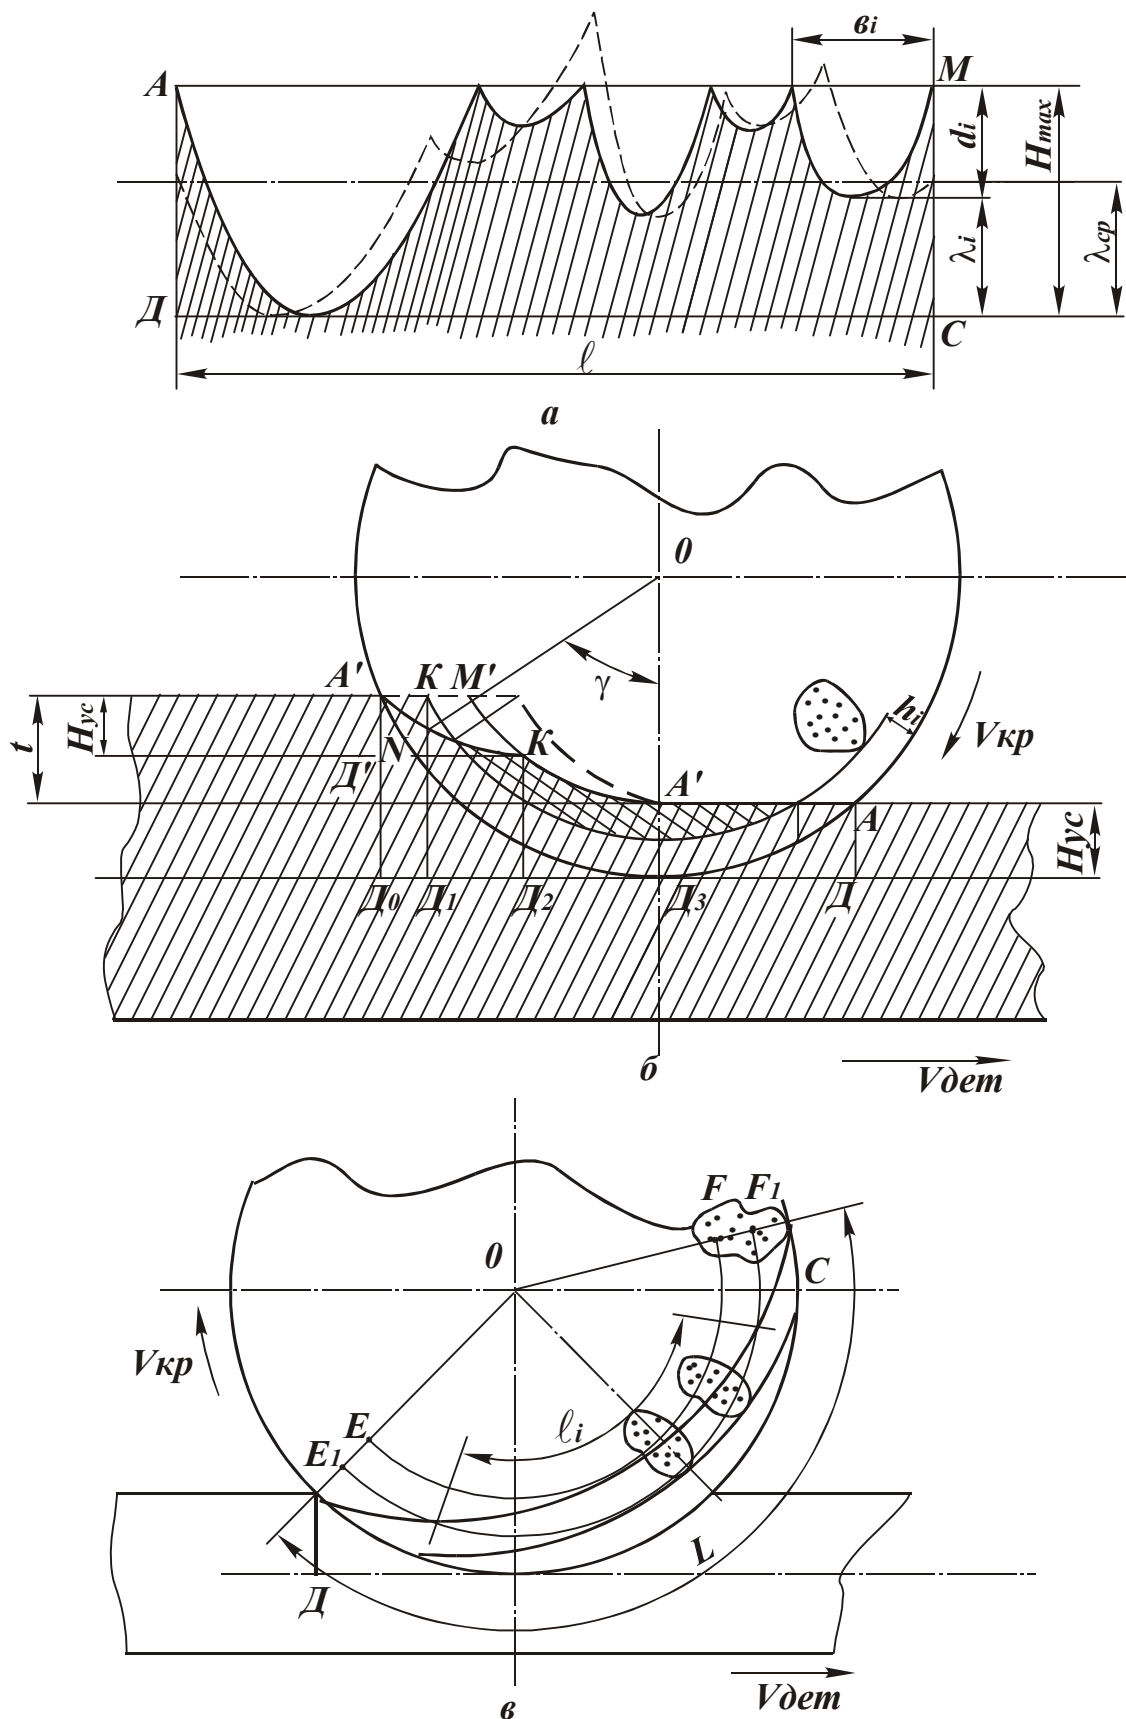 вi
А
М
di
Hmax
λi
λср
Д
С
ℓ
а
0
А'
К
М'
γ
hi
Vкр
t
Hус
N
К
Д'
А'
А
Hус
Д0
Д1
Д2
Д3
Д
б
Vдет
F
F1
0
С
Vкр
E
E1
ℓi
L
Д
Vдет
в